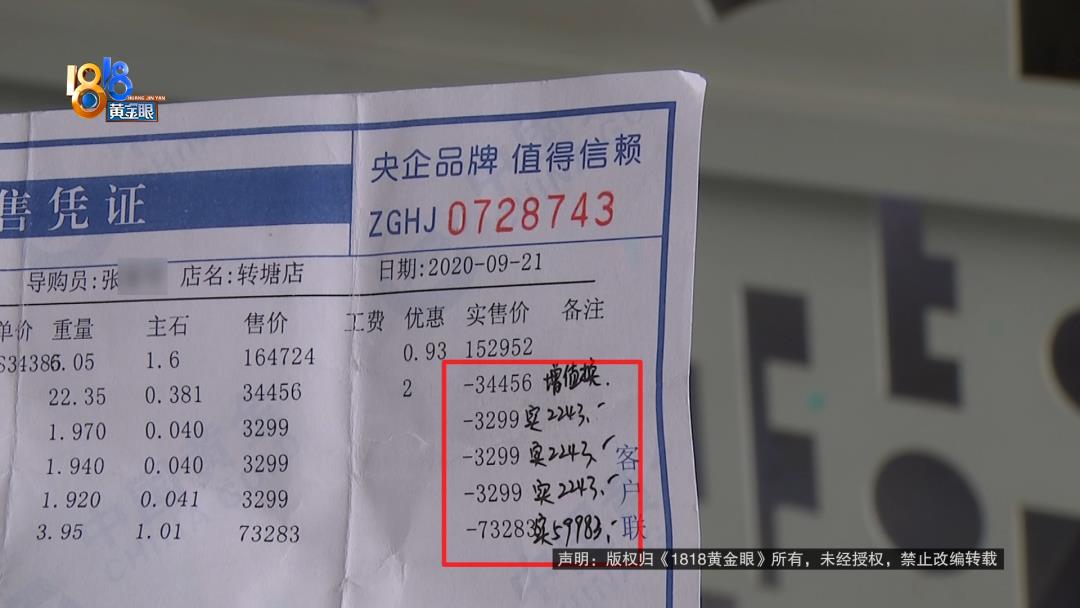 1818
HUANG JIN YAN
黄金眼
央企品牌 值得信赖
售凭证
ZGHJ 0728743
导购员:张 店名:转塘店 日期:2020-09-21
单价 重量 主石 售价 工费 优惠 实售价 备注
6.05 1.6 164724 0.93 152952
22.35 0.381 34456 2 -34456 增值换.
1.970 0.040 3299 -3299 实2243.-
1.940 0.040 3299 -3299 实2243.-
1.920 0.041 3299 -3299 实2243.-
3.95 1.01 73283 -73283 实59983.-
客户联
声明：版权归《1818黄金眼》所有，未经授权，禁止改编转载